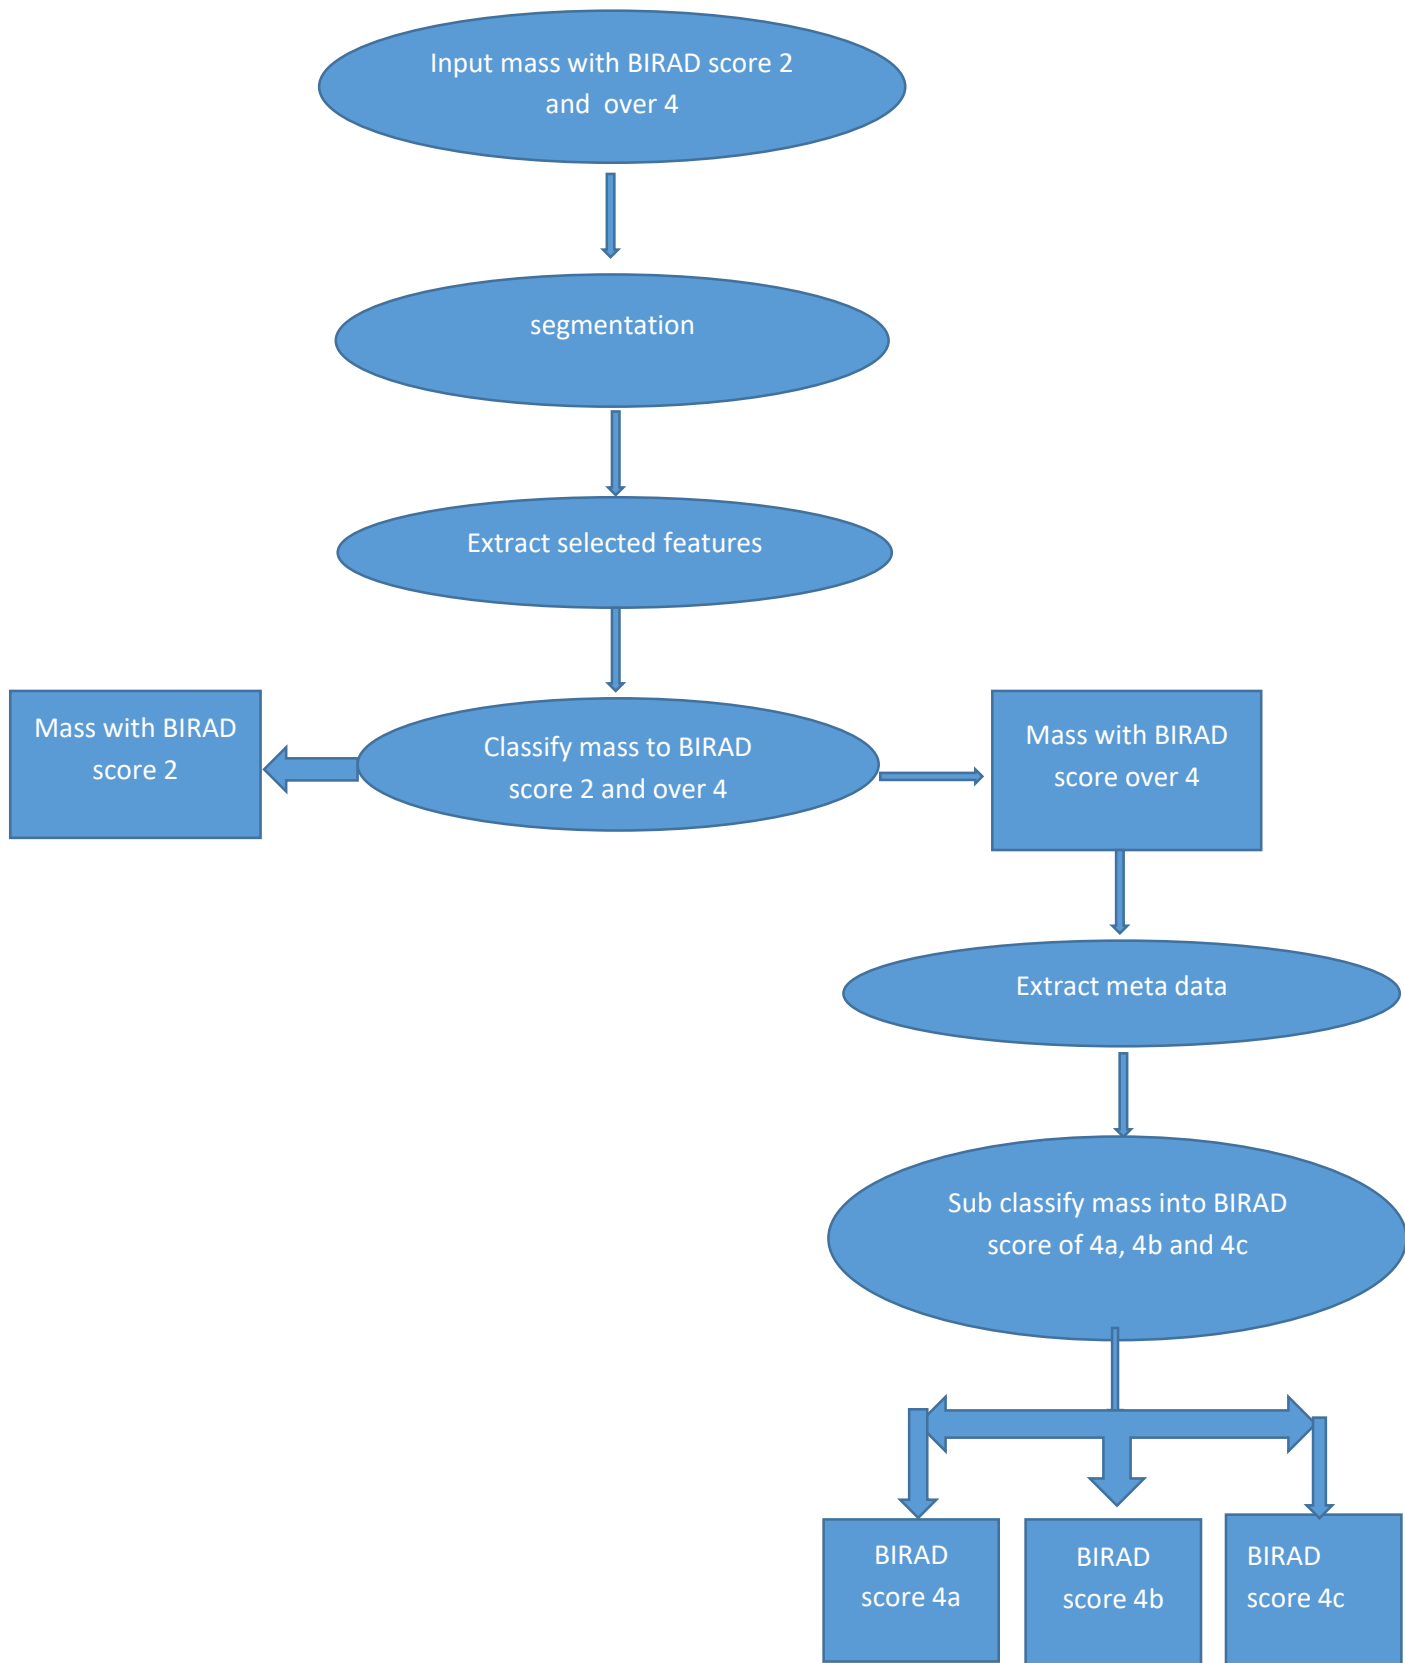 Input mass with BIRAD score 2
and over 4
segmentation
Extract selected features
Mass with BIRAD
score 2
Classify mass to BIRAD
score 2 and over 4
Mass with BIRAD
score over 4
Extract meta data
Sub classify mass into BIRAD
score of 4a, 4b and 4c
BIRAD
score 4a
BIRAD
score 4b
BIRAD
score 4c